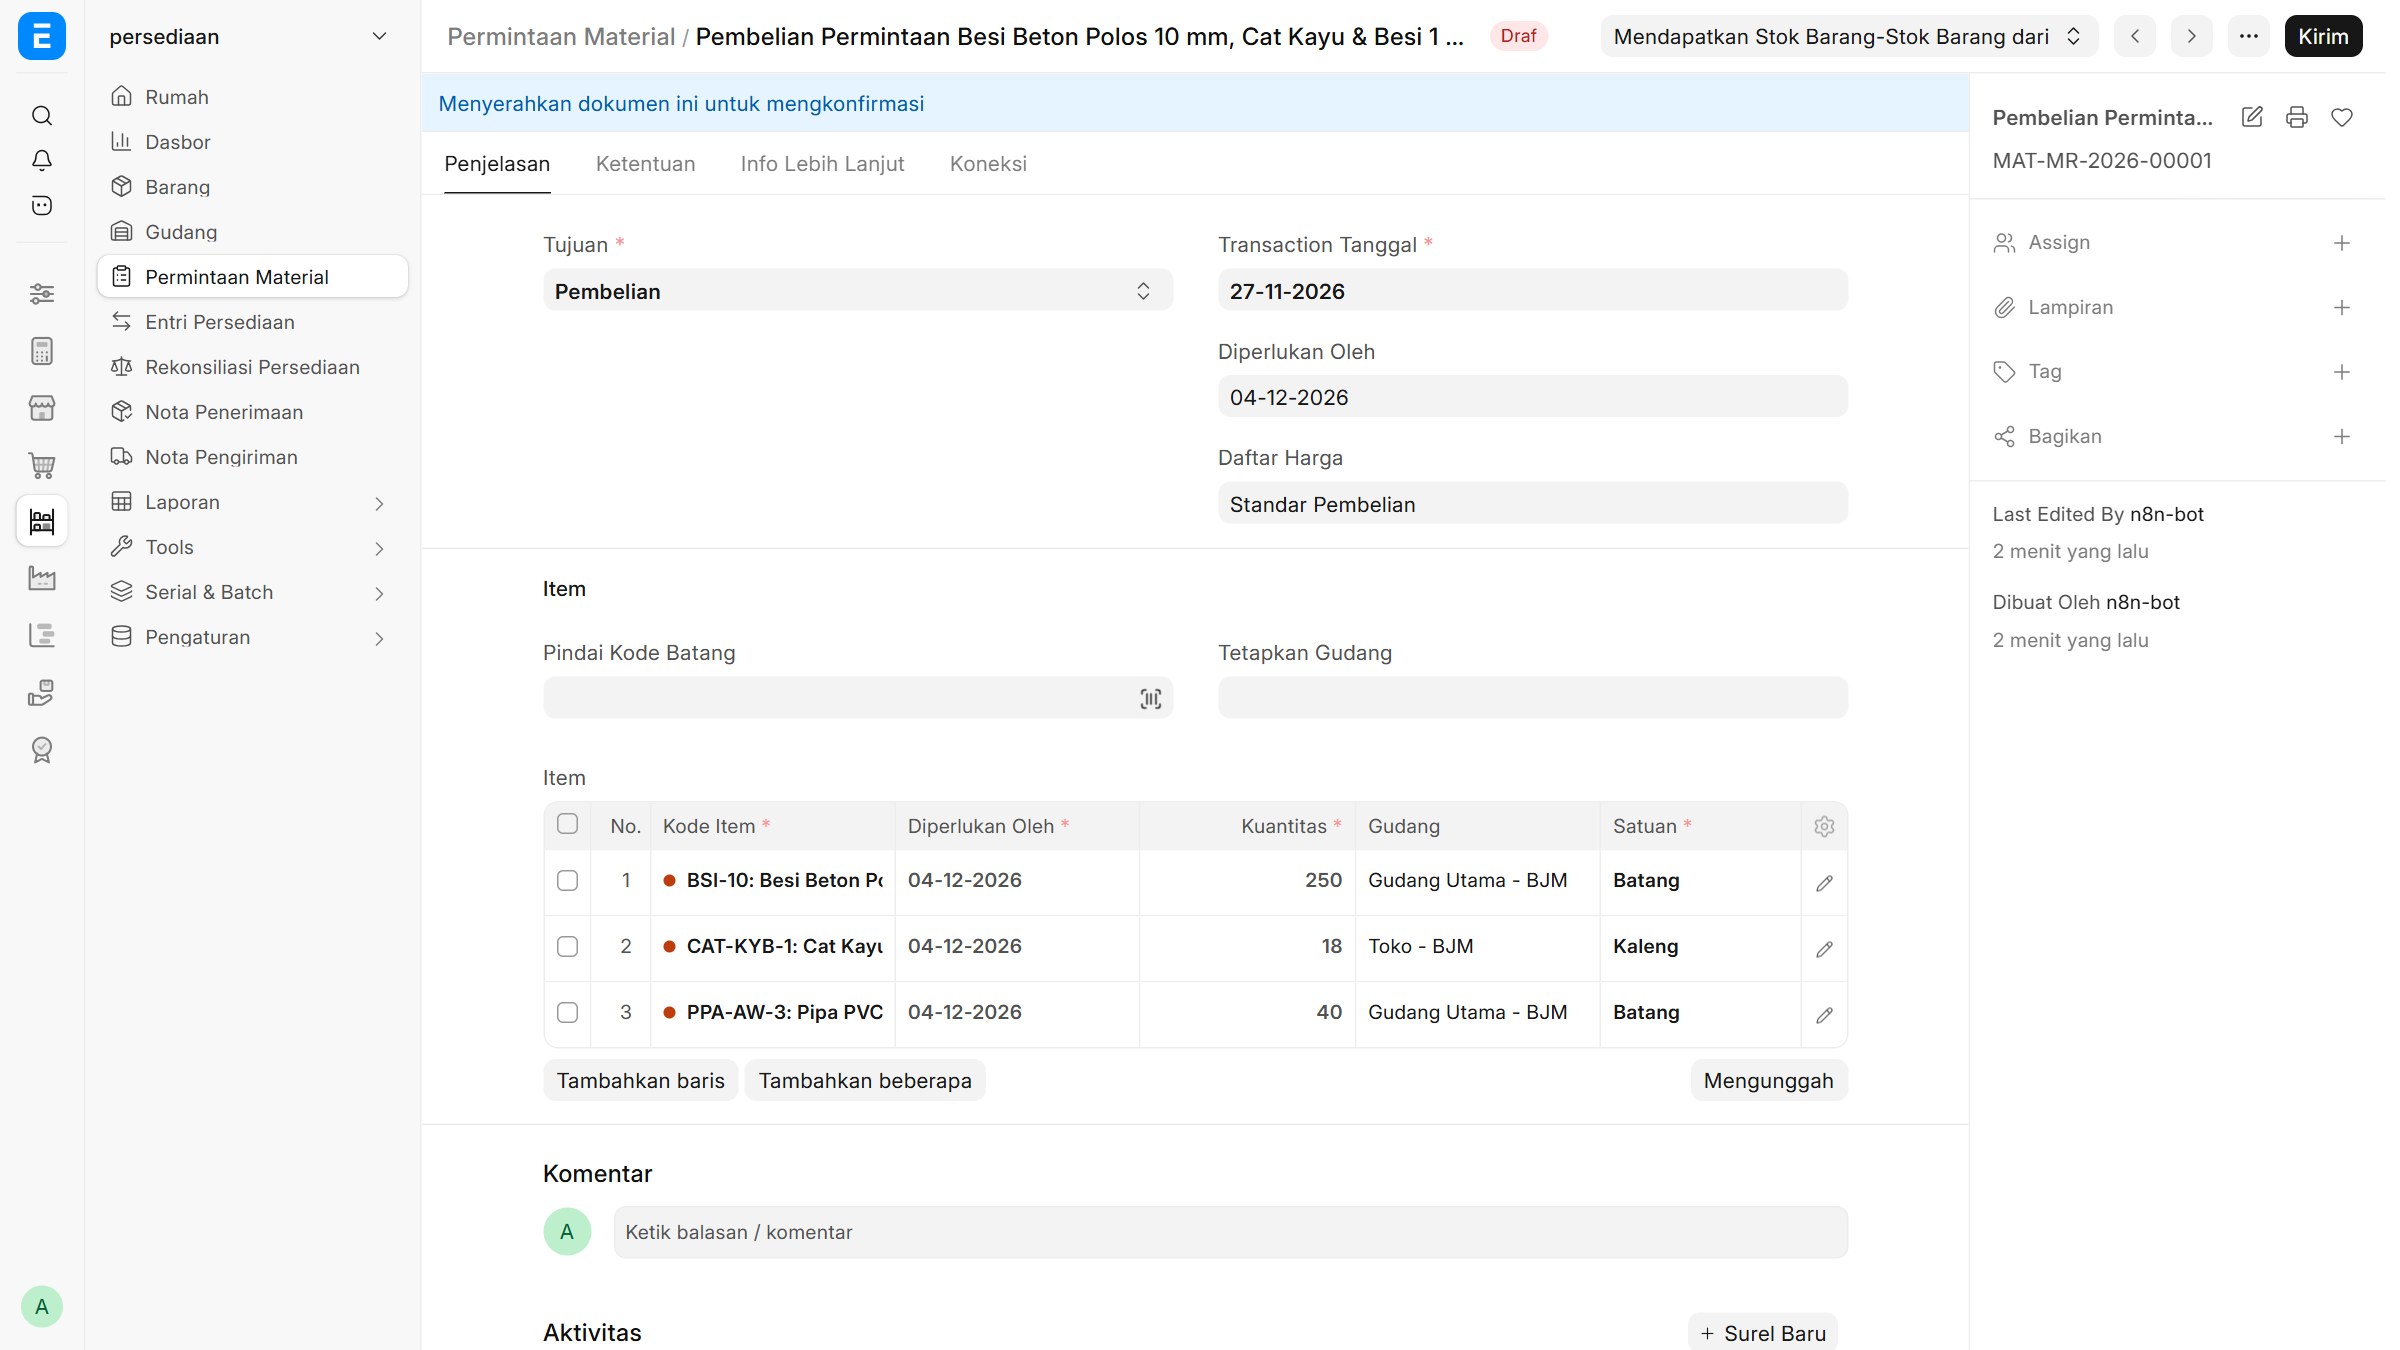 persediaan
Rumah
Dasbor
Barang
Gudang
Permintaan Material
Entri Persediaan
Rekonsiliasi Persediaan
Nota Penerimaan
Nota Pengiriman
Laporan
Tools
Serial & Batch
Pengaturan
A
Permintaan Material / Pembelian Permintaan Besi Beton Polos 10 mm, Cat Kayu & Besi 1 ... Draf
Mendapatkan Stok Barang-Stok Barang dari
Kirim
Menyerahkan dokumen ini untuk mengkonfirmasi
Penjelasan Ketentuan Info Lebih Lanjut Koneksi
Tujuan *
Pembelian
Transaction Tanggal *
27-11-2026
Diperlukan Oleh
04-12-2026
Daftar Harga
Standar Pembelian
Item
Pindai Kode Batang
Tetapkan Gudang
Item
No. Kode Item * Diperlukan Oleh * Kuantitas * Gudang Satuan *
1 BSI-10: Besi Beton Po 04-12-2026 250 Gudang Utama - BJM Batang
2 CAT-KYB-1: Cat Kayu 04-12-2026 18 Toko - BJM Kaleng
3 PPA-AW-3: Pipa PVC 04-12-2026 40 Gudang Utama - BJM Batang
Tambahkan baris Tambahkan beberapa Mengunggah
Komentar
A Ketik balasan / komentar
Aktivitas
+ Surel Baru
Pembelian Perminta...
MAT-MR-2026-00001
Assign
Lampiran
Tag
Bagikan
Last Edited By n8n-bot
2 menit yang lalu
Dibuat Oleh n8n-bot
2 menit yang lalu